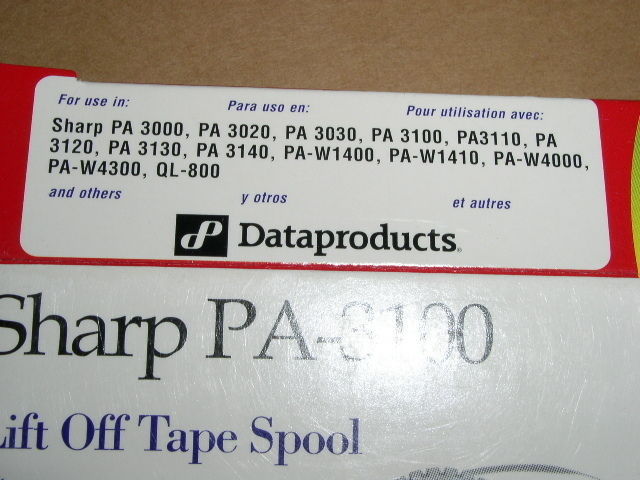 For use in: Para uso en: Pour utilisation avec:
Sharp PA 3000, PA 3020, PA 3030, PA 3100, PA3110, PA
3120, PA 3130, PA 3140, PA-W1400, PA-W1410, PA-W4000,
PA-W4300, QL-800
and others y otros et autres
Dataproducts
Sharp PA-3100
Lift Off Tape Spool